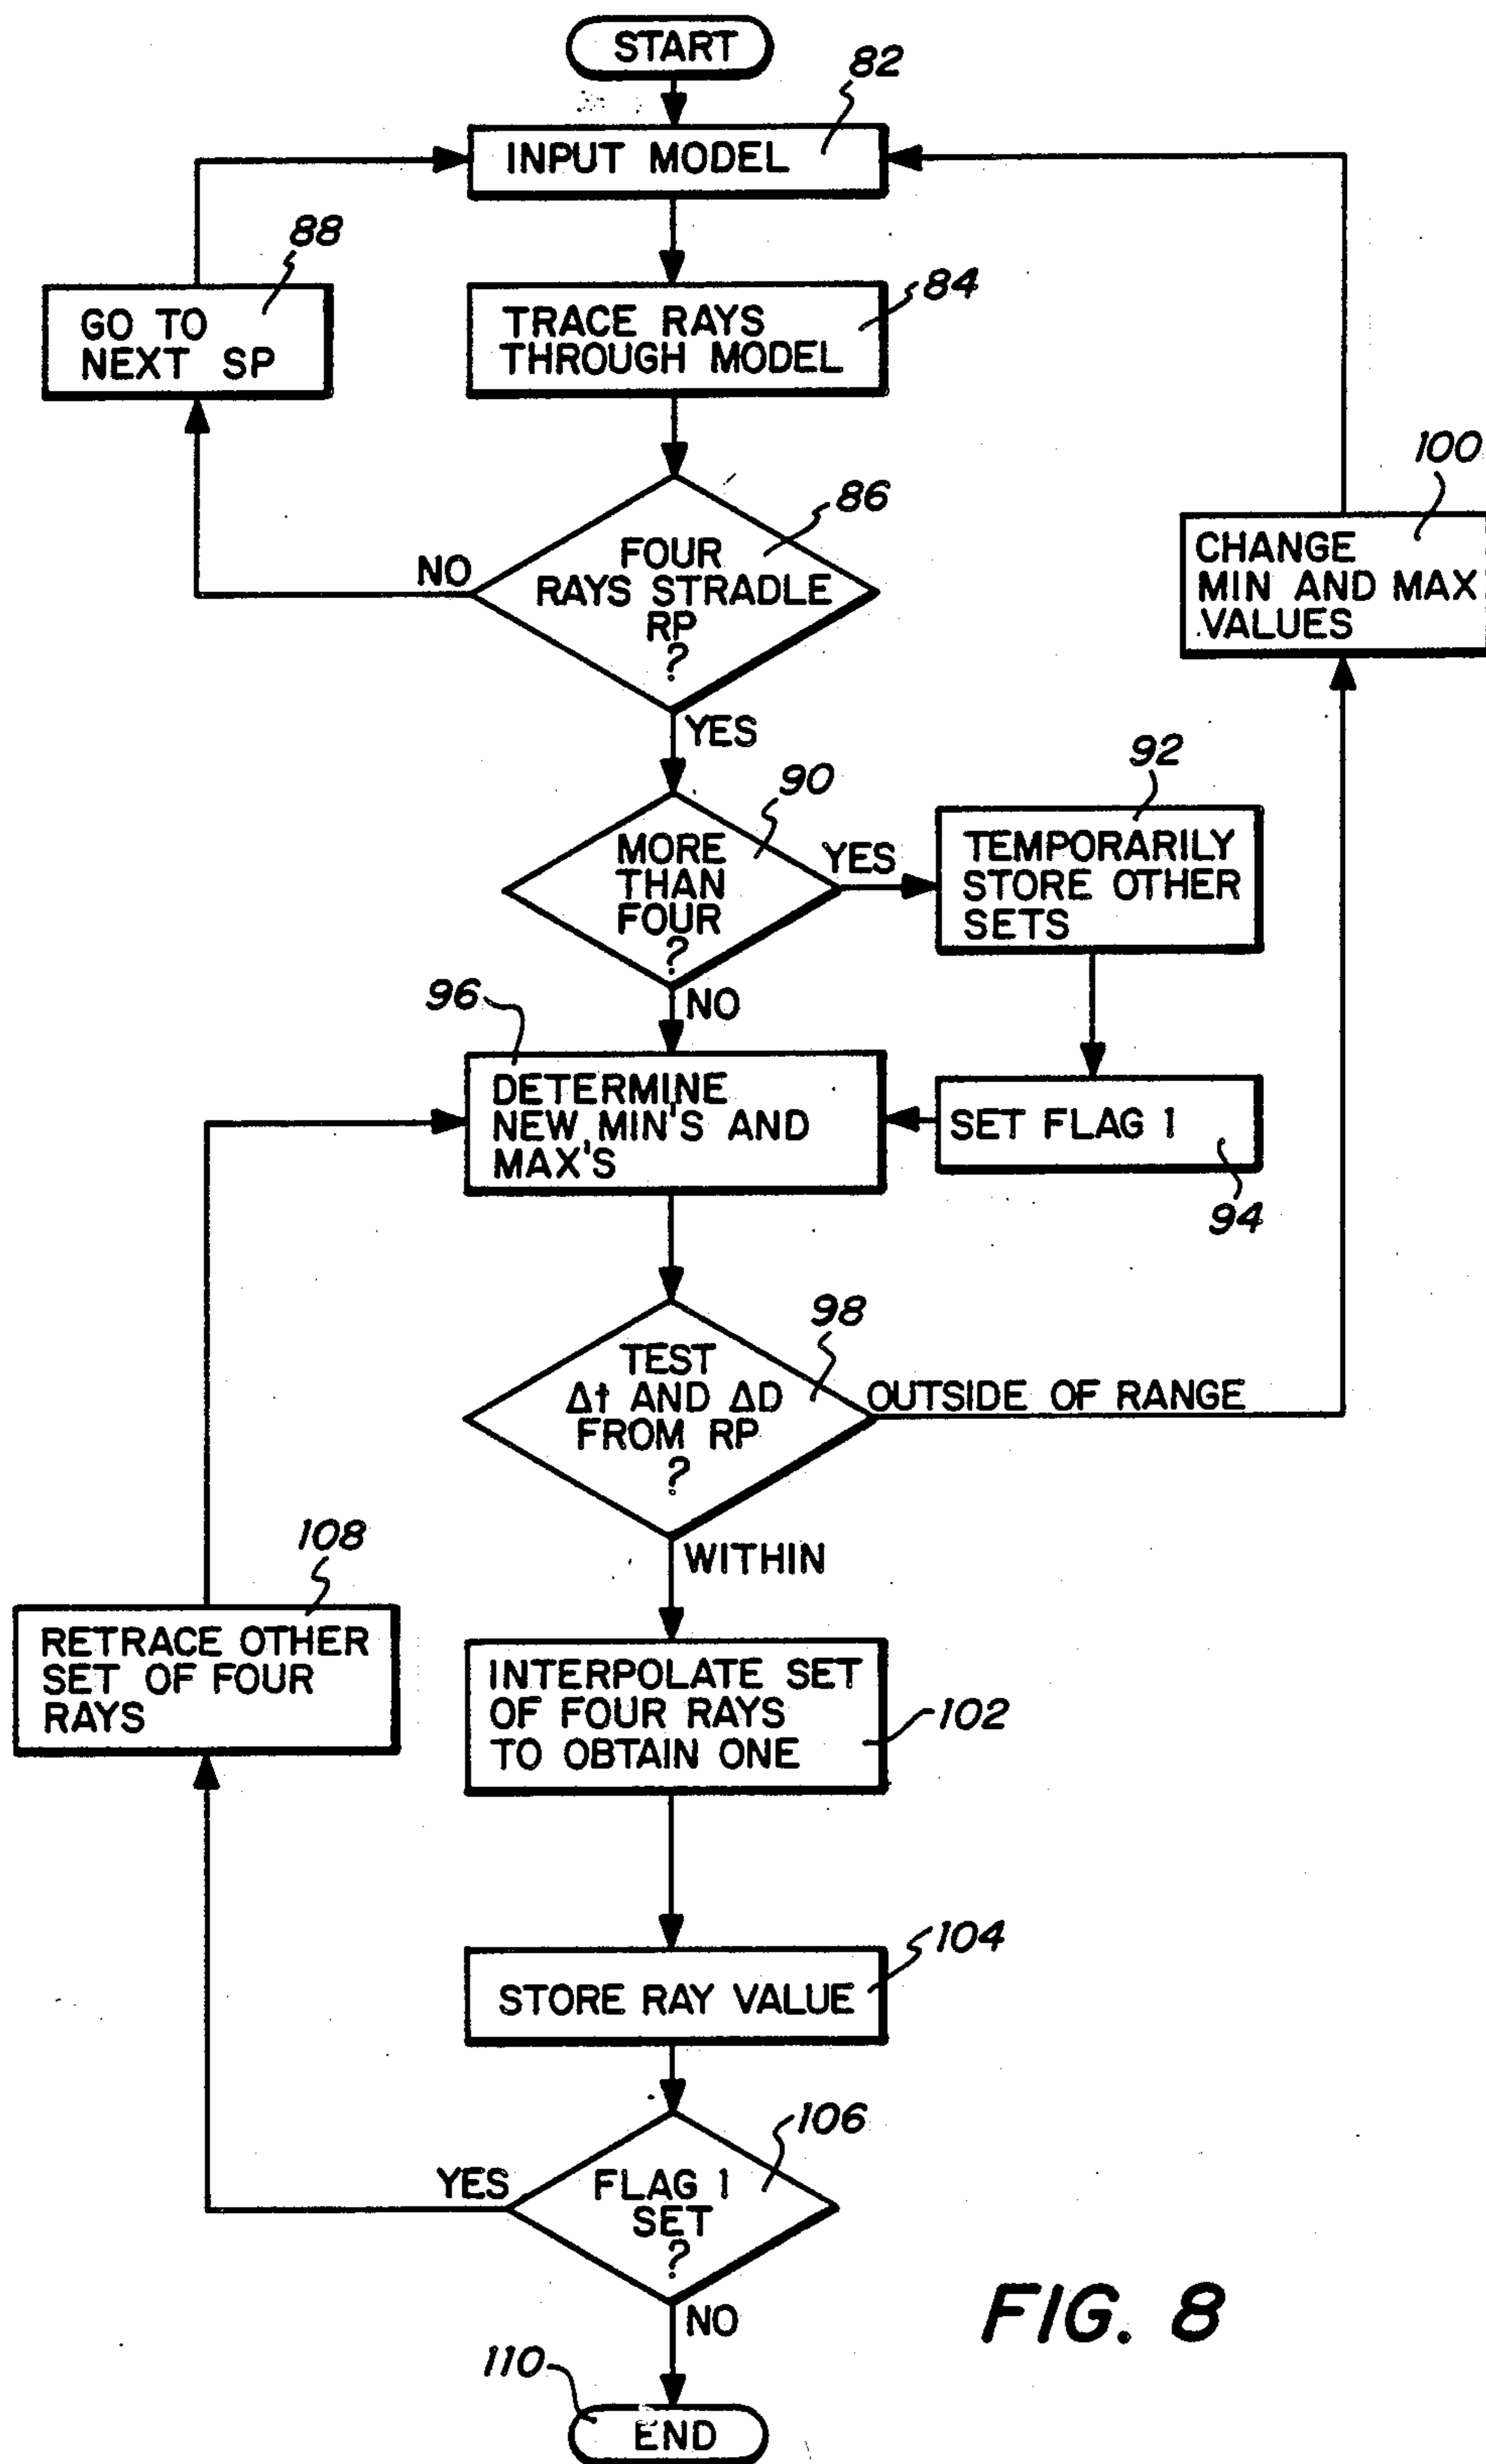 START
82
INPUT MODEL
88
GO TO
NEXT SP
84
TRACE RAYS
THROUGH MODEL
100
CHANGE
MIN AND MAX
VALUES
86
FOUR
RAYS STRADLE
RP
?
NO
YES
90
MORE
THAN
FOUR
?
YES
92
TEMPORARILY
STORE OTHER
SETS
NO
96
DETERMINE
NEW MIN'S AND
MAX'S
SET FLAG 1
94
98
TEST
Δt AND ΔD
FROM RP
?
OUTSIDE OF RANGE
WITHIN
108
RETRACE OTHER
SET OF FOUR
RAYS
INTERPOLATE SET
OF FOUR RAYS
TO OBTAIN ONE
102
104
STORE RAY VALUE
106
YES
FLAG 1
SET
?
NO
FIG. 8
110
END